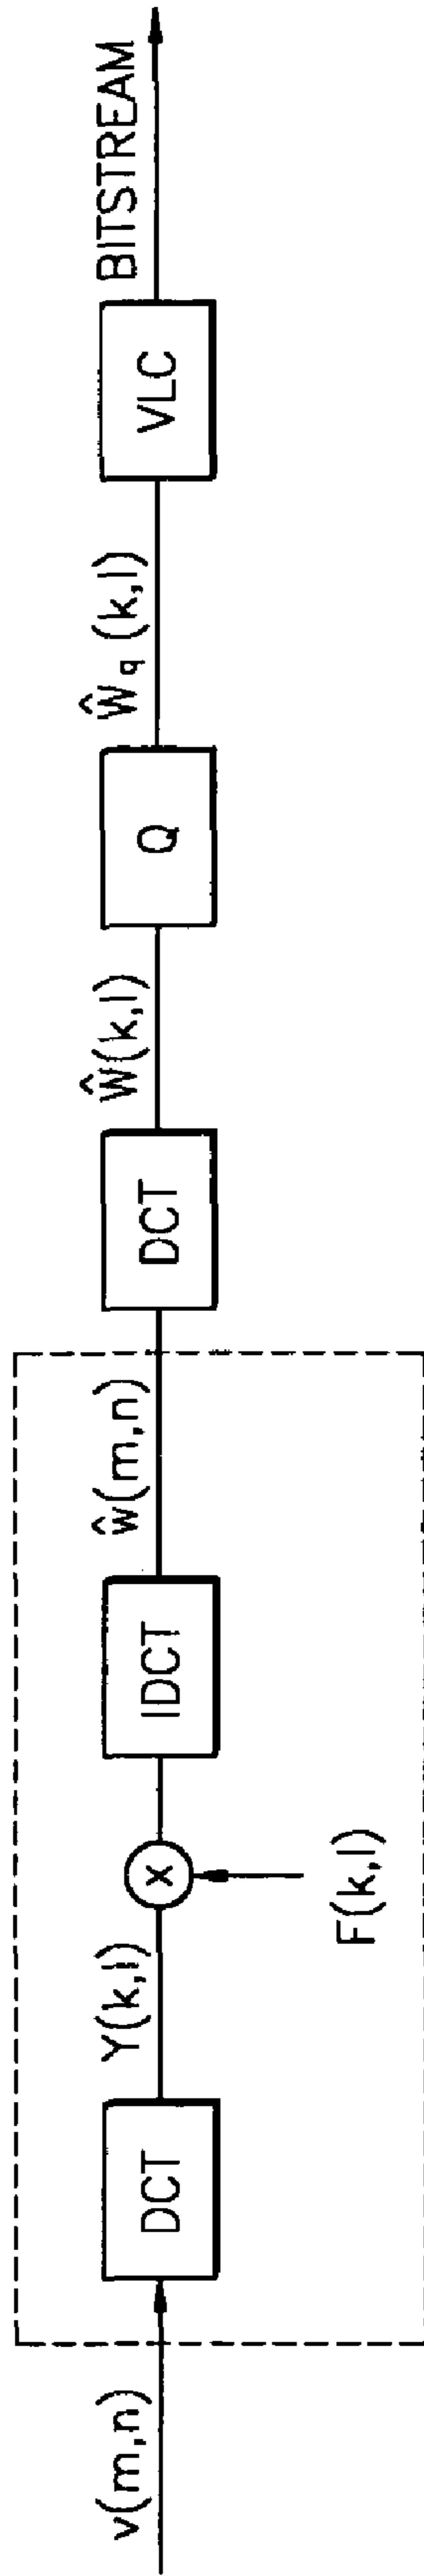 v(m,n)
DCT
Y(k,l)
X
F(k,l)
IDCT
ŵ(m,n)
DCT
Ŵ(k,l)
Q
Ŵq(k,l)
VLC
BITSTREAM